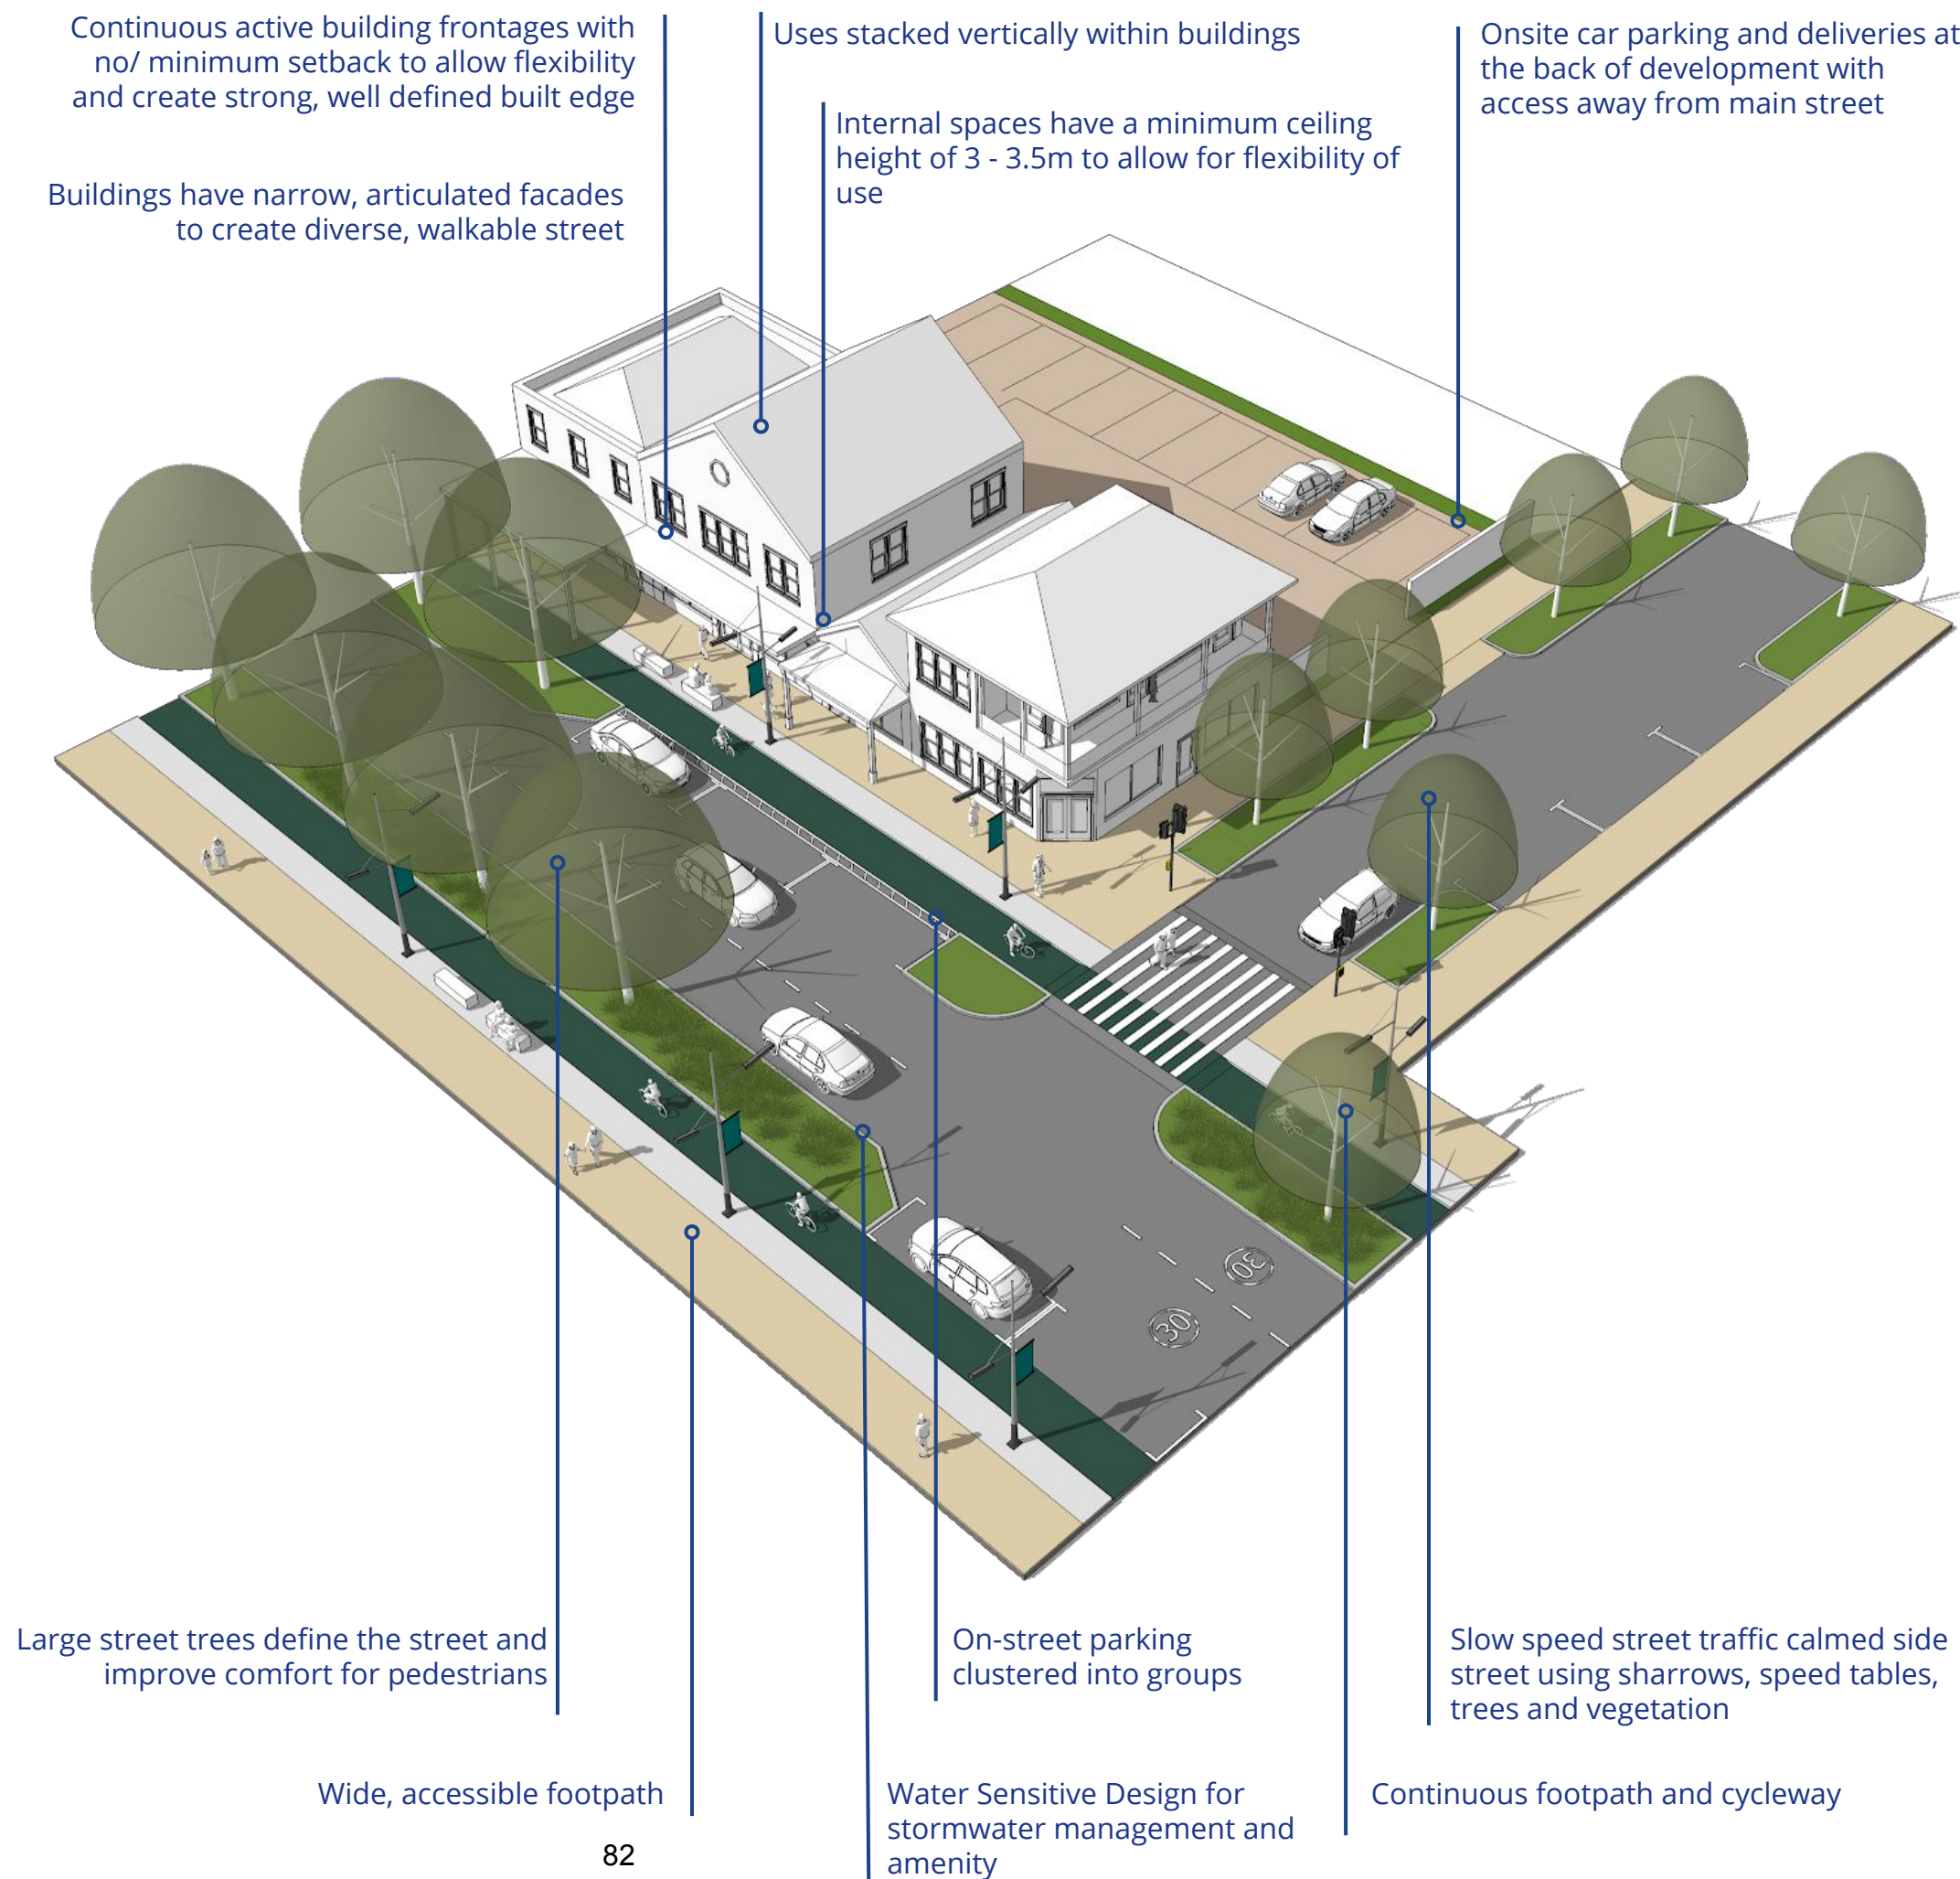 Continuous active building frontages with
no/ minimum setback to allow flexibility
and create strong, well defined built edge
Uses stacked vertically within buildings
Onsite car parking and deliveries at
the back of development with
access away from main street
Internal spaces have a minimum ceiling
height of 3 - 3.5m to allow for flexibility of
use
Buildings have narrow, articulated facades
to create diverse, walkable street
30
30
Large street trees define the street and
improve comfort for pedestrians
On-street parking
clustered into groups
Slow speed street traffic calmed side
street using sharrows, speed tables,
trees and vegetation
Wide, accessible footpath
Water Sensitive Design for
stormwater management and
amenity
Continuous footpath and cycleway
82